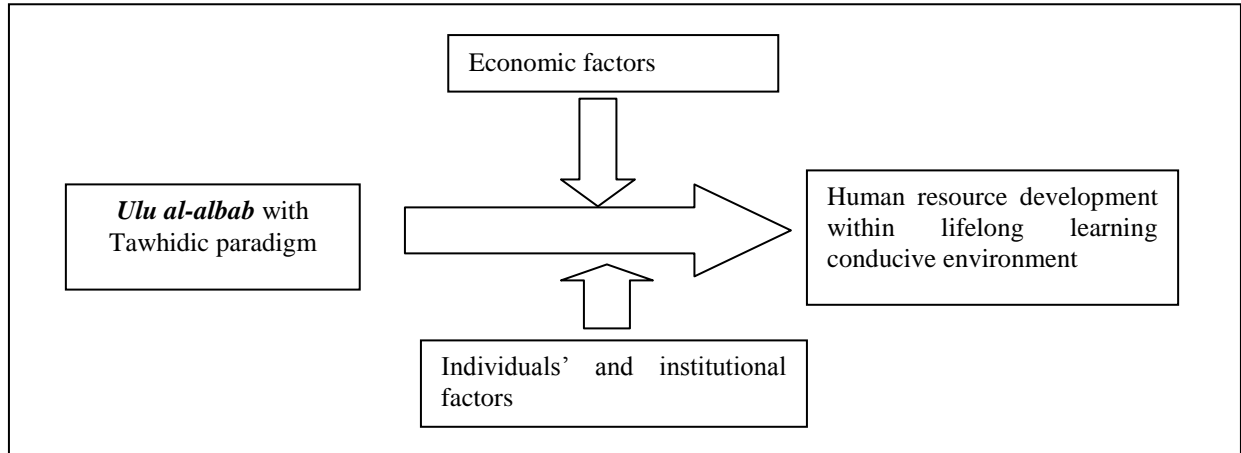 Economic factors
Ulu al-albab with
Tawhidic paradigm
Human resource development
within lifelong learning
conducive environment
Individuals’ and institutional
factors